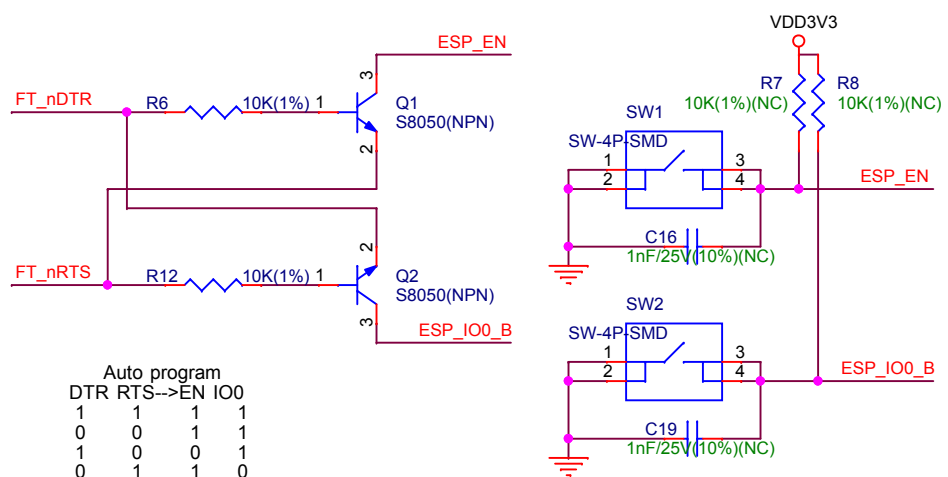 ESP_EN
3
FT_nDTR
R6
10K(1%)
1
Q1
S8050(NPN)
2
2
FT_nRTS
R12
10K(1%)
1
Q2
S8050(NPN)
3
ESP_IO0_B
Auto program
DTR RTS-->EN IO0
1 1 1 1
0 0 1 1
1 0 0 1
0 1 1 0
VDD3V3
R7
R8
10K(1%)(NC)
10K(1%)(NC)
SW1
SW-4P-SMD
1
3
2
4
ESP_EN
C16
1nF/25V(10%)(NC)
SW2
SW-4P-SMD
1
3
2
4
ESP_IO0_B
C19
1nF/25V(10%)(NC)